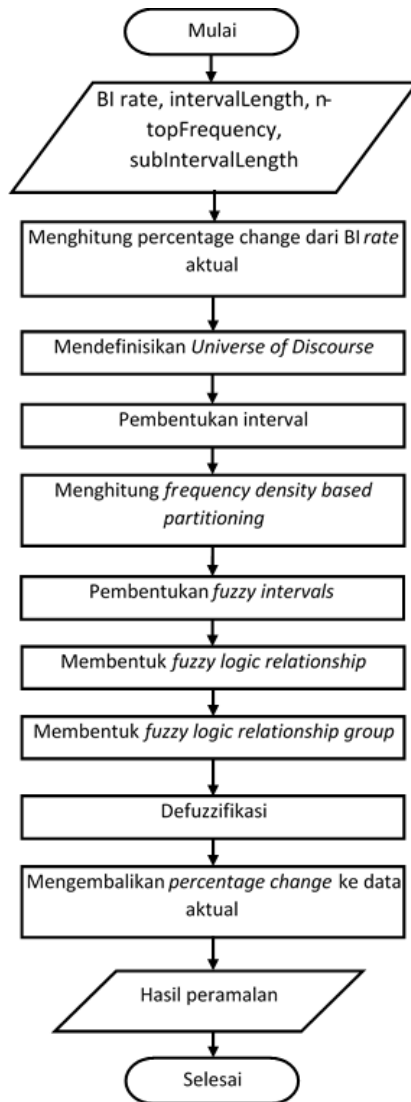 Mulai
BI rate, intervalLength, n-
topFrequency,
subIntervalLength
Menghitung percentage change dari BI rate
aktual
Mendefinisikan Universe of Discourse
Pembentukan interval
Menghitung frequency density based
partitioning
Pembentukan fuzzy intervals
Membentuk fuzzy logic relationship
Membentuk fuzzy logic relationship group
Defuzzifikasi
Mengembalikan percentage change ke data
aktual
Hasil peramalan
Selesai